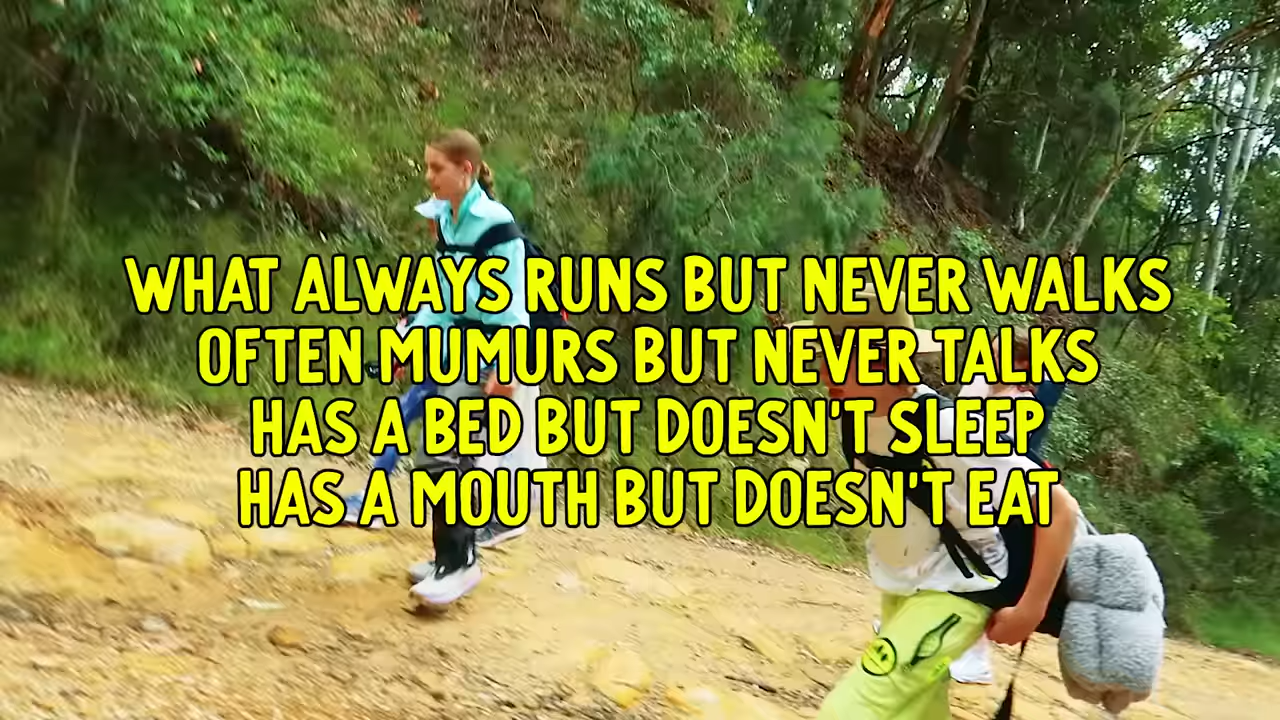 WHAT ALWAYS RUNS BUT NEVER WALKS
OFTEN MUMURS BUT NEVER TALKS
HAS A BED BUT DOESN'T SLEEP
HAS A MOUTH BUT DOESN'T EAT